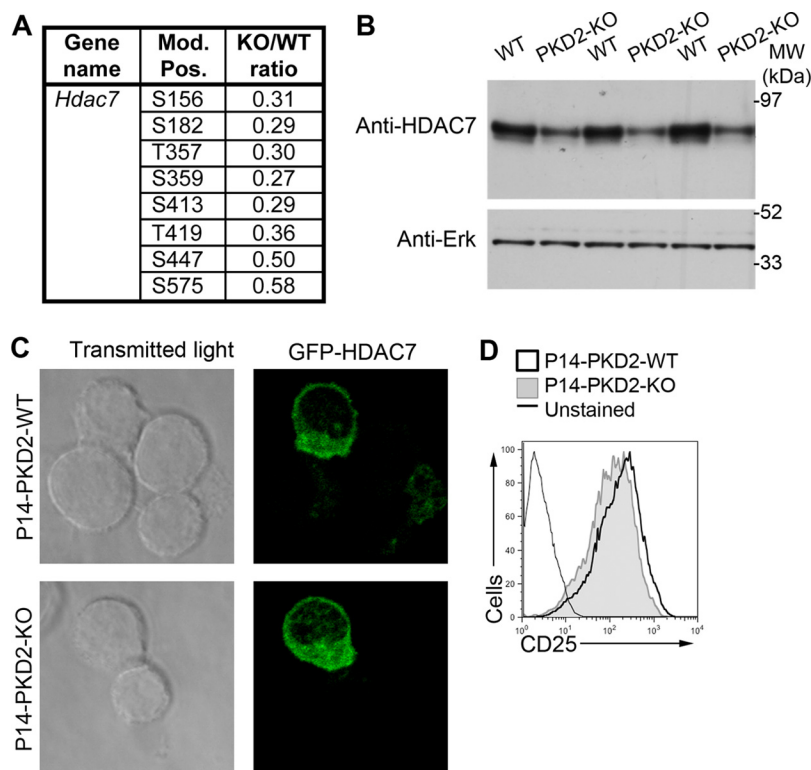 A
Gene name Mod. Pos. KO/WT ratio
Hdac7 S156 0.31
S182 0.29
T357 0.30
S359 0.27
S413 0.29
T419 0.36
S447 0.50
S575 0.58
B
WT PKD2-KO WT PKD2-KO WT PKD2-KO MW (kDa)
Anti-HDAC7
-97
-52
Anti-Erk
-33
C
Transmitted light GFP-HDAC7
P14-PKD2-WT
P14-PKD2-KO
D
P14-PKD2-WT
P14-PKD2-KO
Unstained
Cells
100
80
60
40
20
0
10⁰ 10¹ 10² 10³ 10⁴
CD25